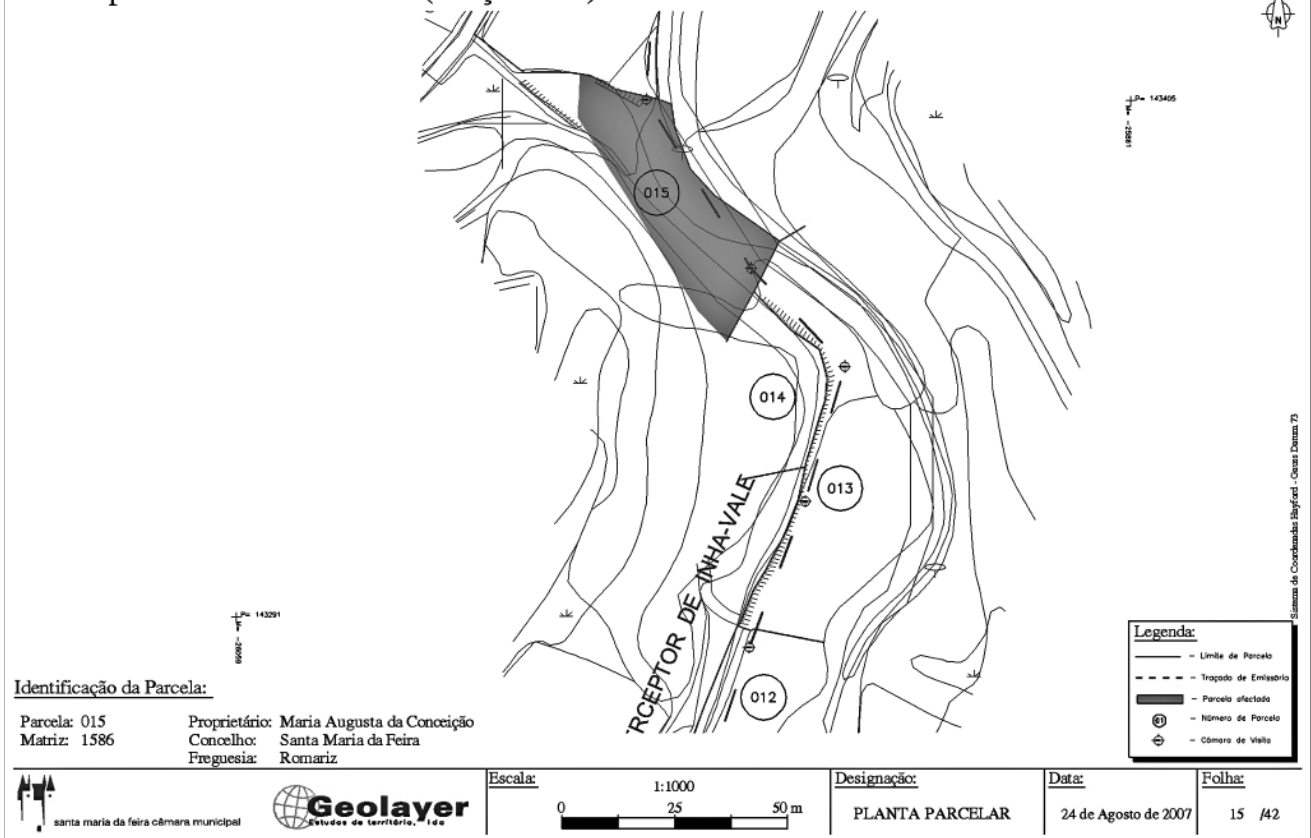 N
P= 143405
M= -25881
015
014
013
012
RCEPTOR DE INHA-VALE
P= 143291
M= -26059
Sistema de Coordenadas Hayford - Gauss Datum 73
Legenda:
- Limite de Parcela
- Traçado de Emissário
- Parcela afectada
01 - Número de Parcela
- Câmara de Visita
Identificação da Parcela:
Parcela: 015 Proprietário: Maria Augusta da Conceição
Matriz: 1586 Concelho: Santa Maria da Feira
Freguesia: Romariz
santa maria da feira câmara municipal
Geolayer
Estudos de território, lda
Escala:
1:1000
0 25 50 m
Designação:
PLANTA PARCELAR
Data:
24 de Agosto de 2007
Folha:
15 /42